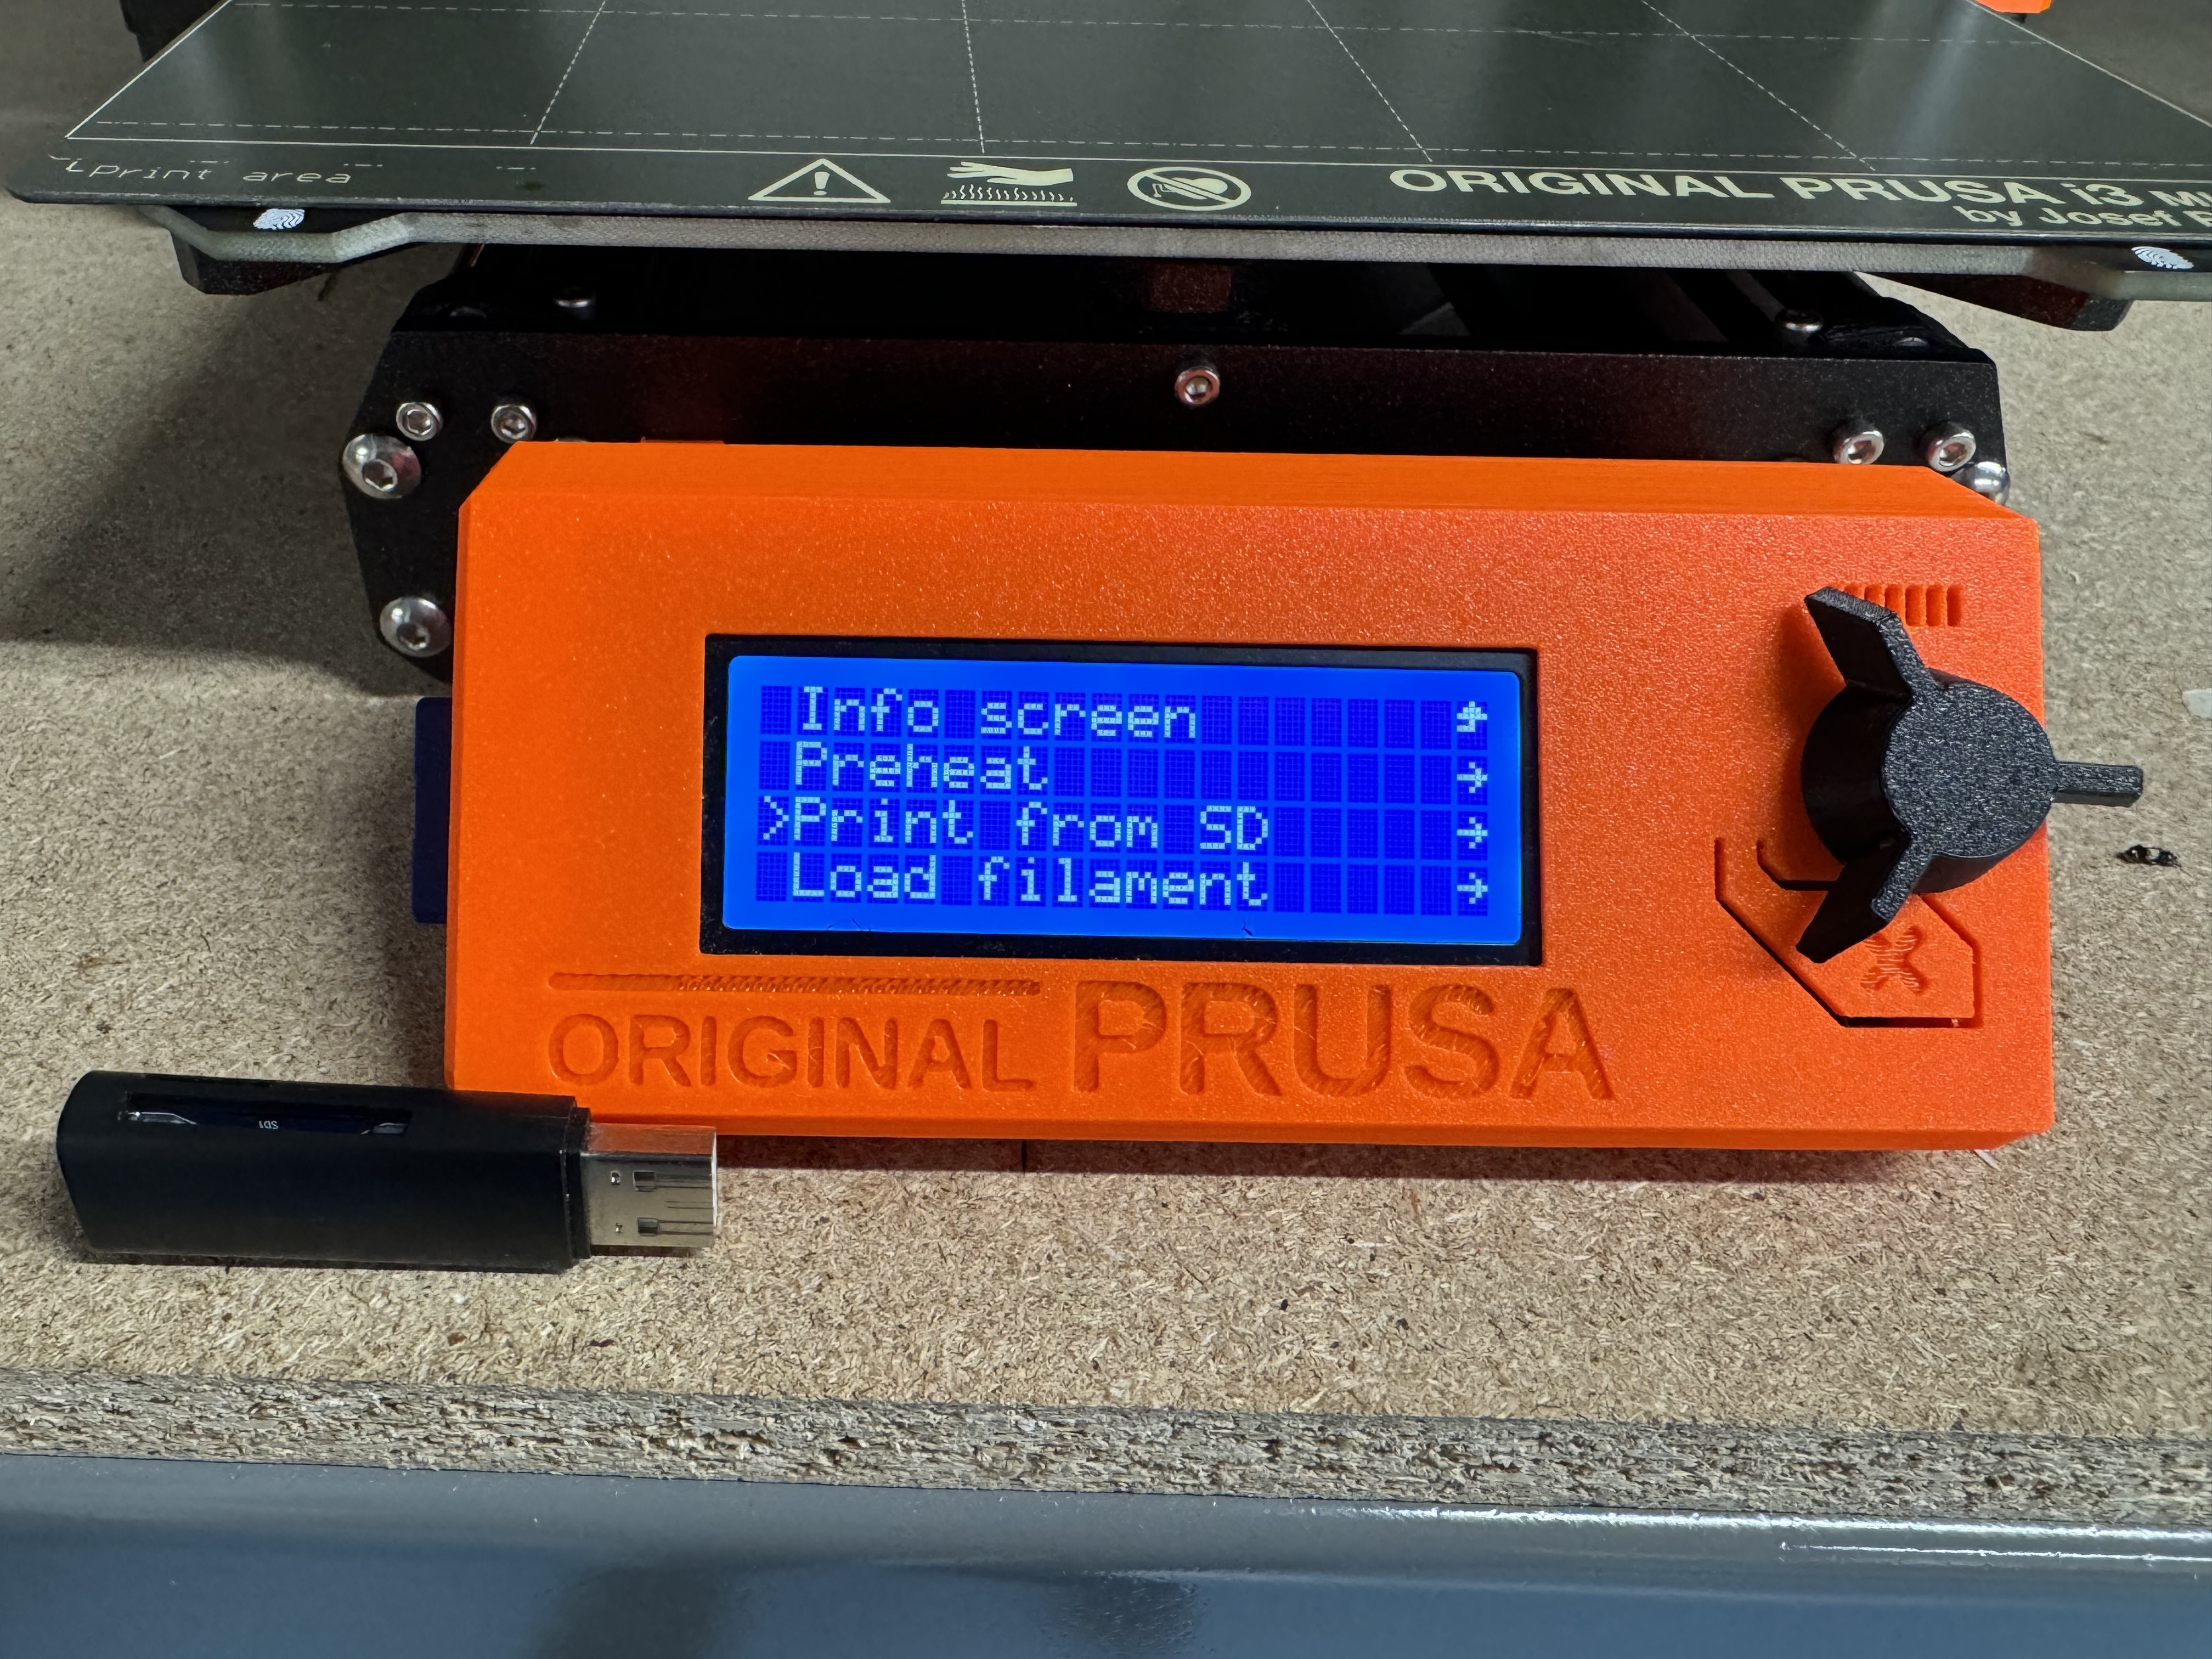 print area
ORIGINAL PRUSA i3
by Josef
Info screen
Preheat →
>Print from SD →
Load filament →
ORIGINAL PRUSA
SD1